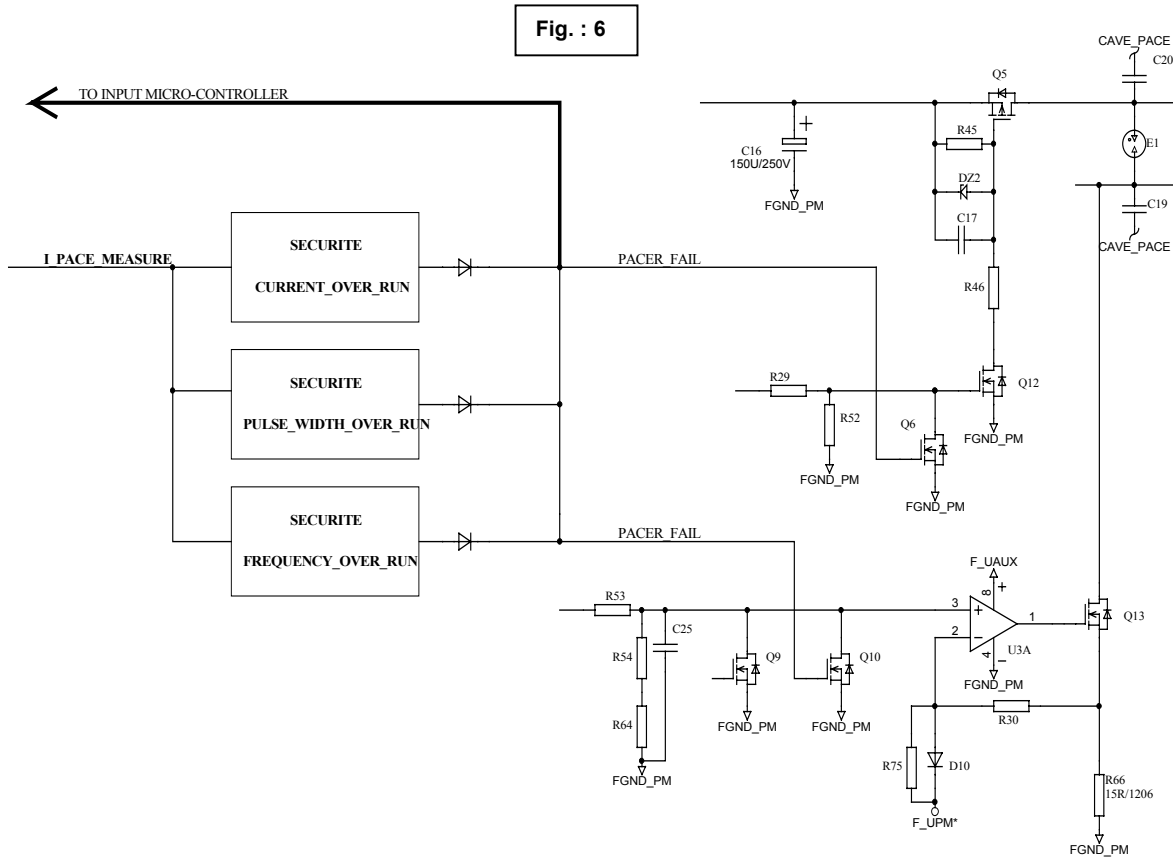 Fig. : 6
CAVE_PACE
C20
Q5
TO INPUT MICRO-CONTROLLER
R45
C16
150U/250V
+
E1
DZ2
FGND_PM
C19
C17
CAVE_PACE
SECURITE
CURRENT_OVER_RUN
I_PACE_MEASURE
PACER_FAIL
R46
SECURITE
PULSE_WIDTH_OVER_RUN
R29
Q12
R52
Q6
FGND_PM
FGND_PM
FGND_PM
SECURITE
FREQUENCY_OVER_RUN
PACER_FAIL
F_UAUX
R53
3
+
8
+
1
Q13
C25
2
−
4
−
U3A
R54
Q9
Q10
FGND_PM
R64
FGND_PM
FGND_PM
R30
FGND_PM
R75
D10
R66
15R/1206
F_UPM*
FGND_PM